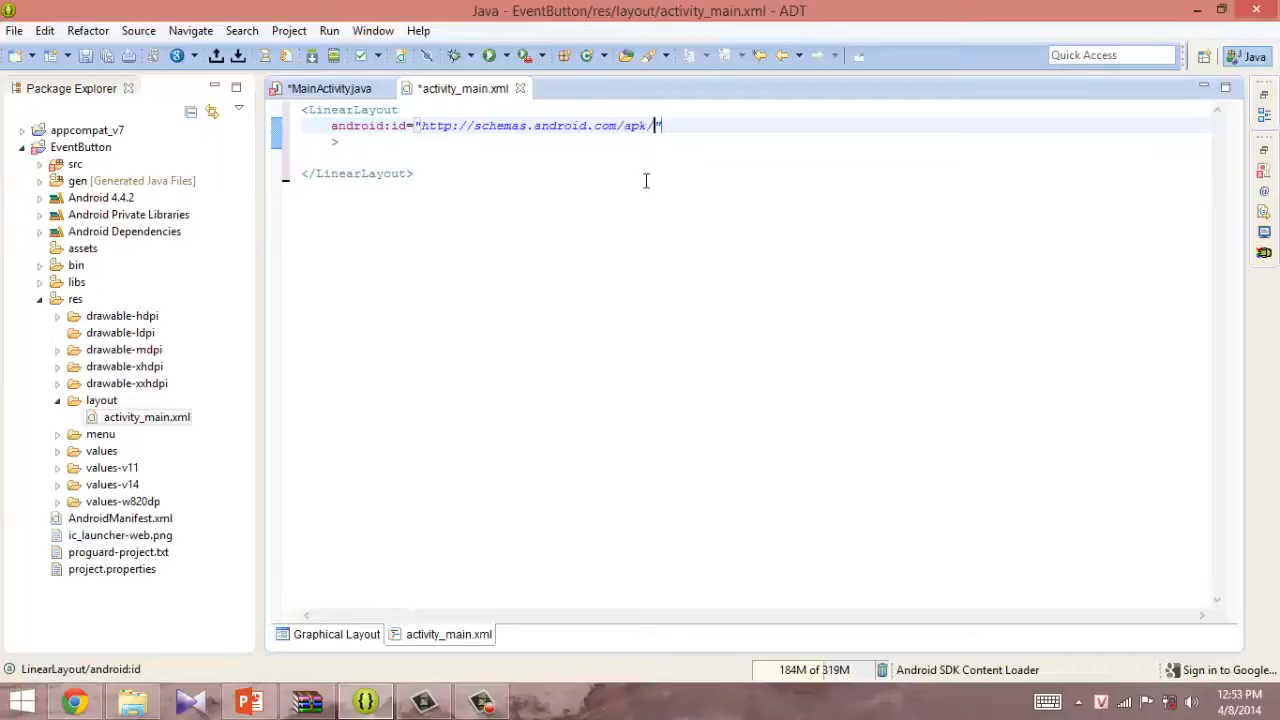 Java - EventButton/res/layout/activity_main.xml - ADT
File Edit Refactor Source Navigate Search Project Run Window Help
Quick Access
Java
Package Explorer
*MainActivity.java
*activity_main.xml
appcompat_v7
EventButton
src
gen [Generated Java Files]
Android 4.4.2
Android Private Libraries
Android Dependencies
assets
bin
libs
res
drawable-hdpi
drawable-ldpi
drawable-mdpi
drawable-xhdpi
drawable-xxhdpi
layout
activity_main.xml
menu
values
values-v11
values-v14
values-w820dp
AndroidManifest.xml
ic_launcher-web.png
proguard-project.txt
project.properties
<LinearLayout
android:id="http://schemas.android.com/apk/"
>
</LinearLayout>
Graphical Layout
activity_main.xml
LinearLayout/android:id
184M of 819M
Android SDK Content Loader
Sign in to Google...
12:53 PM
4/8/2014